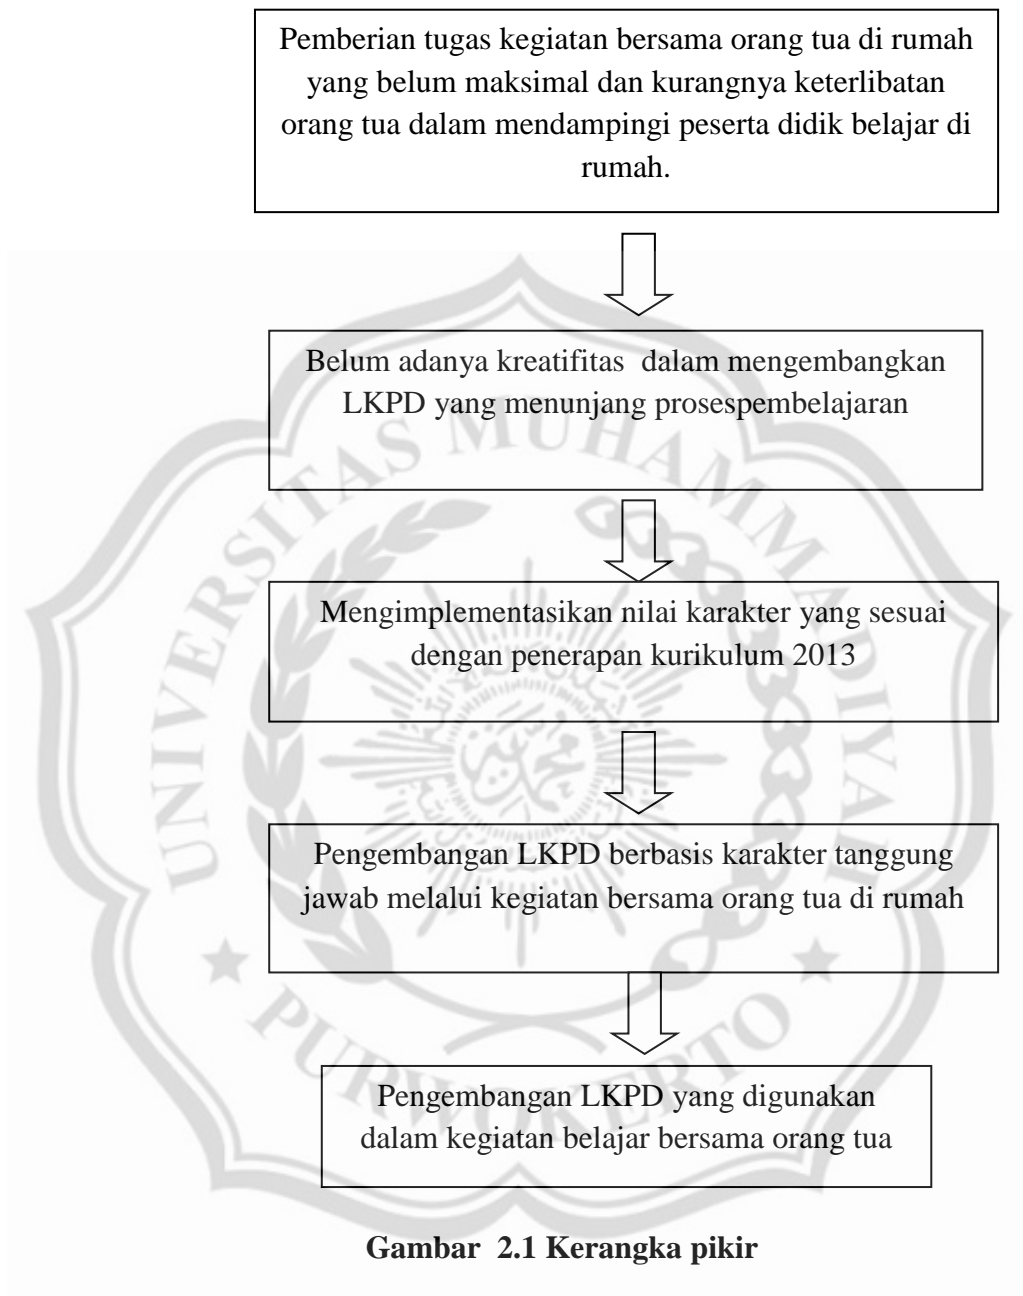 Pemberian tugas kegiatan bersama orang tua di rumah
yang belum maksimal dan kurangnya keterlibatan
orang tua dalam mendampingi peserta didik belajar di
rumah.
Belum adanya kreatifitas  dalam mengembangkan
LKPD yang menunjang prosespembelajaran
UNIVERSITAS MUHAMMADIYAH
Mengimplementasikan nilai karakter yang sesuai
dengan penerapan kurikulum 2013
Pengembangan LKPD berbasis karakter tanggung
jawab melalui kegiatan bersama orang tua di rumah
PURWOKERTO
Pengembangan LKPD yang digunakan
dalam kegiatan belajar bersama orang tua
Gambar  2.1 Kerangka pikir